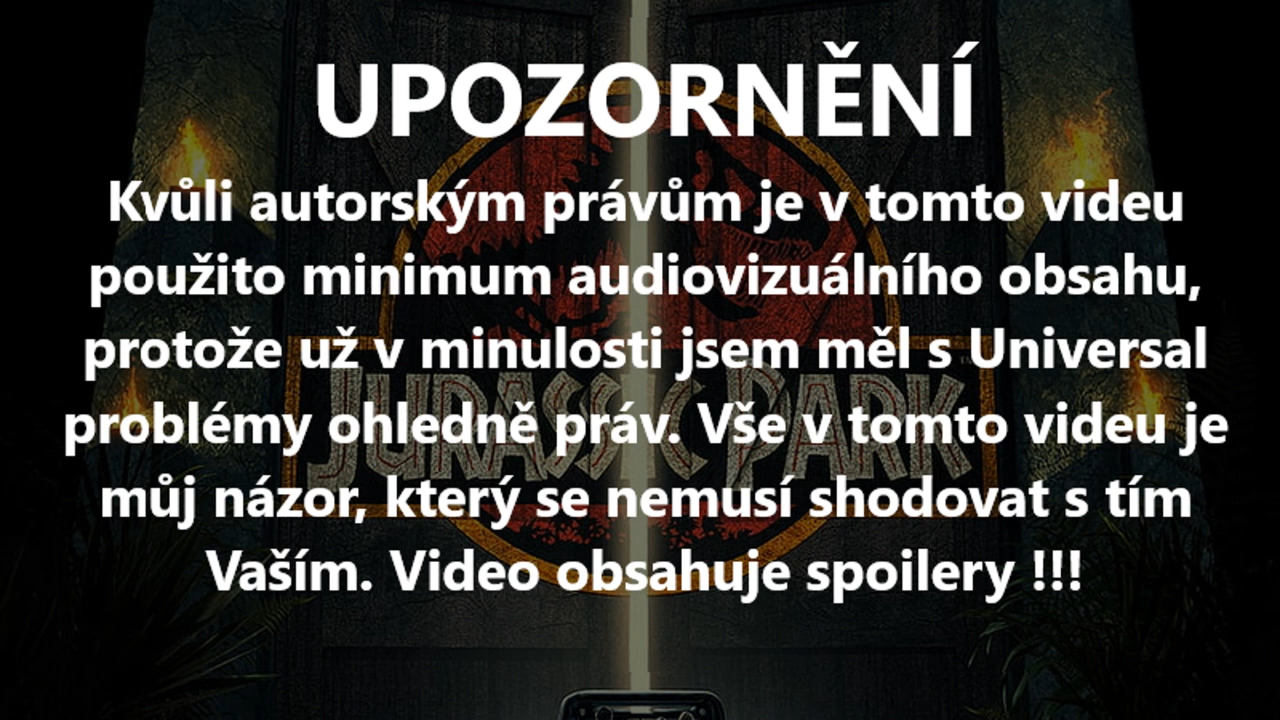 UPOZORNĚNÍ
Kvůli autorským právům je v tomto videu
použito minimum audiovizuálního obsahu,
protože už v minulosti jsem měl s Universal
problémy ohledně práv. Vše v tomto videu je
můj názor, který se nemusí shodovat s tím
Vaším. Video obsahuje spoilery !!!
JURASSIC PARK